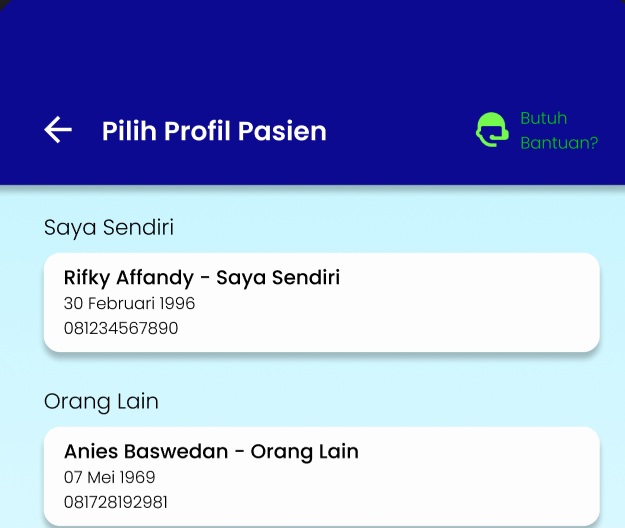 Pilih Profil Pasien
Butuh
Bantuan?
Saya Sendiri
Rifky Affandy - Saya Sendiri
30 Februari 1996
081234567890
Orang Lain
Anies Baswedan - Orang Lain
07 Mei 1969
081728192981